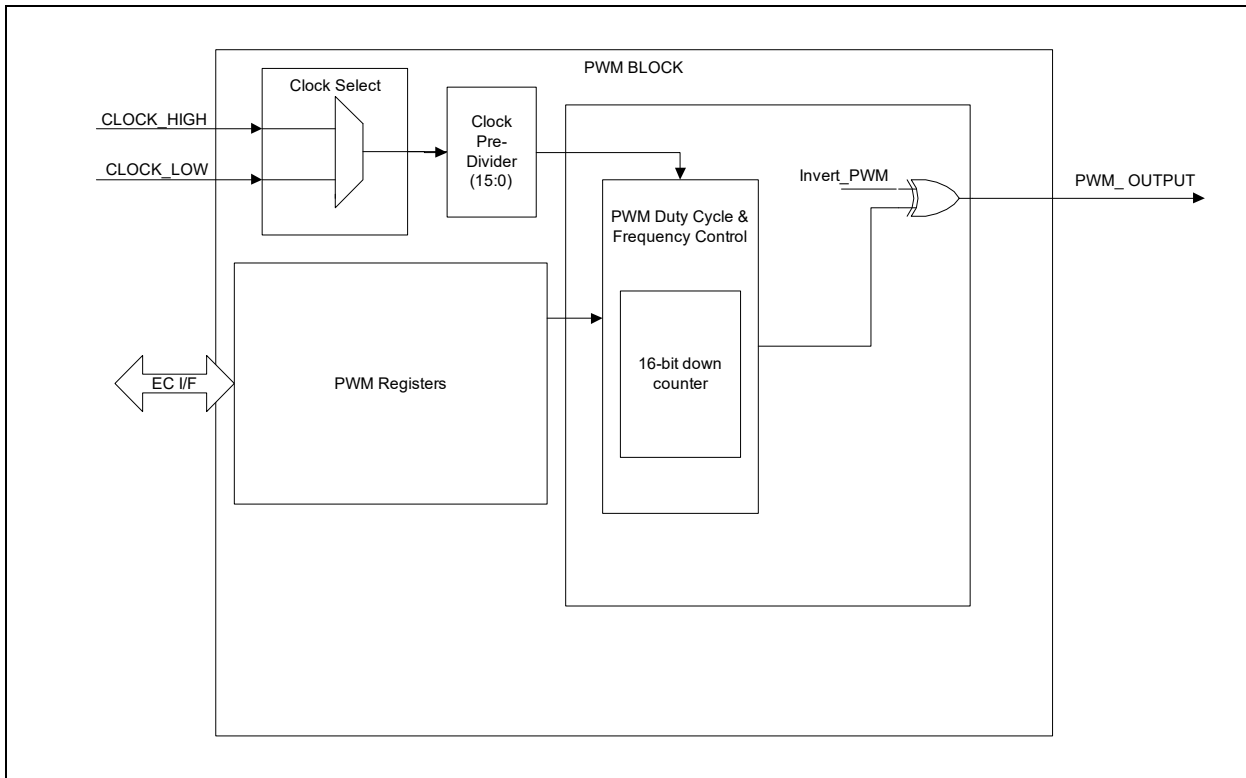 PWM BLOCK
Clock Select
CLOCK_HIGH
CLOCK_LOW
Clock
Pre-
Divider
(15:0)
Invert_PWM
PWM_ OUTPUT
PWM Duty Cycle &
Frequency Control
16-bit down
counter
EC I/F
PWM Registers